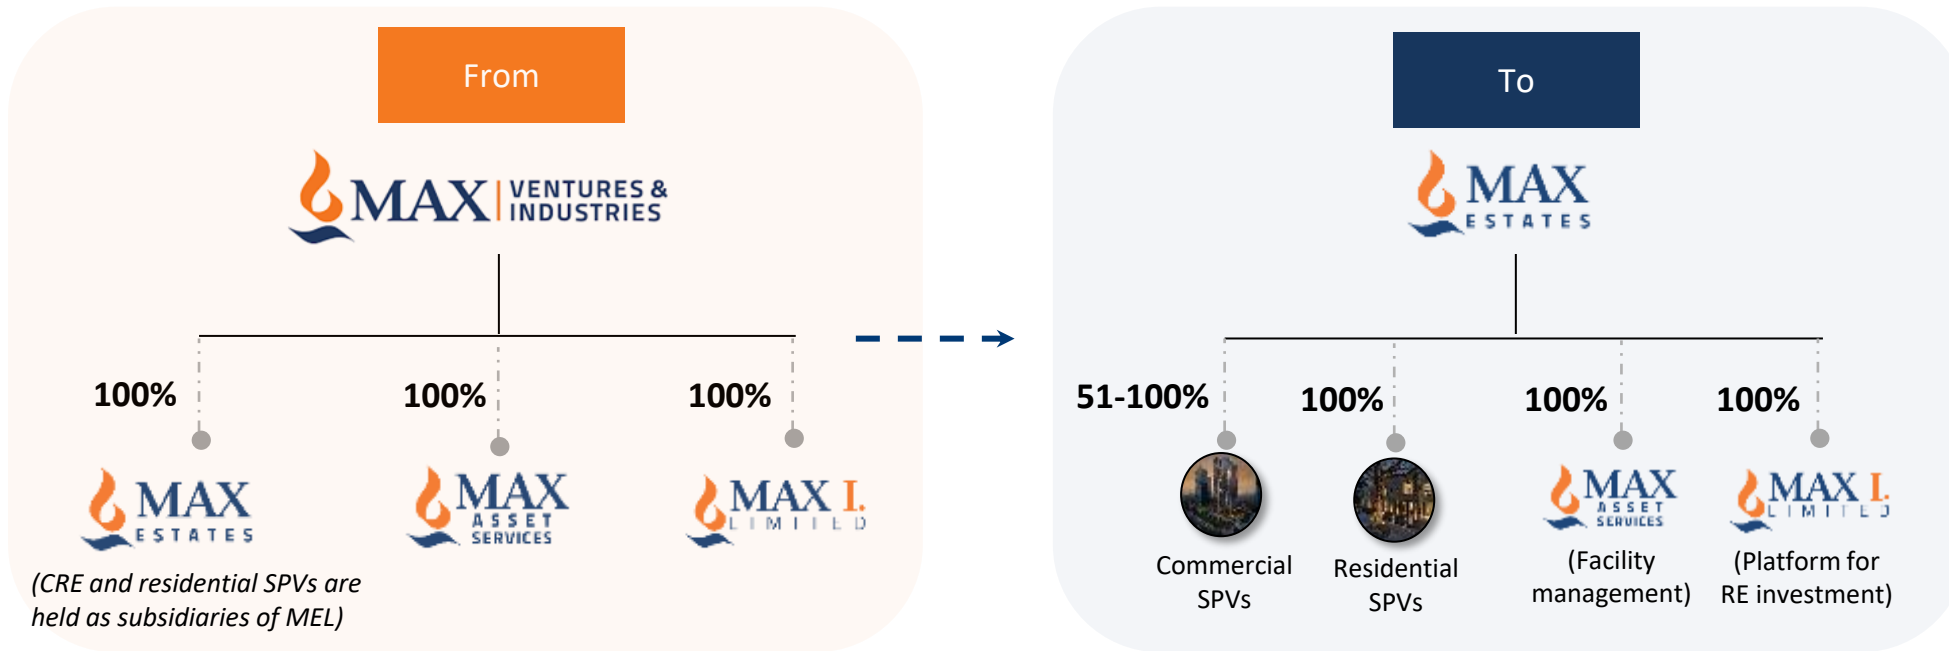 From
MAX VENTURES &
INDUSTRIES
100%
100%
100%
MAX
ESTATES
MAX
ASSET
SERVICES
MAX I.
LIMITED
(CRE and residential SPVs are
held as subsidiaries of MEL)
To
MAX
ESTATES
51-100%
100%
100%
100%
Commercial
SPVs
Residential
SPVs
MAX
ASSET
SERVICES
(Facility
management)
MAX I.
LIMITED
(Platform for
RE investment)